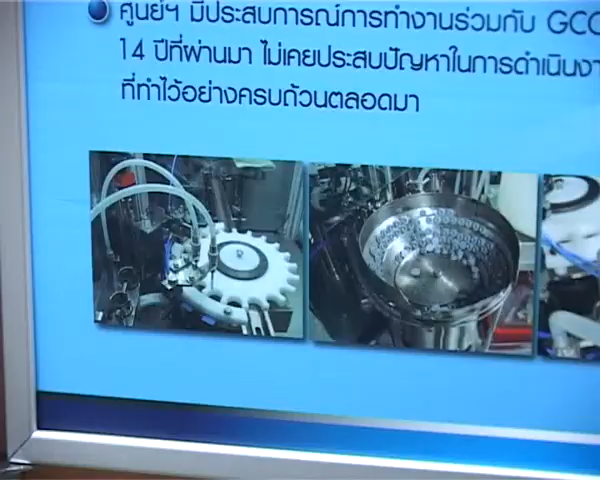 ศูนย์ฯ มีประสบการณ์การทำงานร่วมกับ
14 ปีที่ผ่านมา ไม่เคยประสบปัญหาในการดำเนินงา
ที่ทำไว้อย่างครบถ้วนตลอดมา